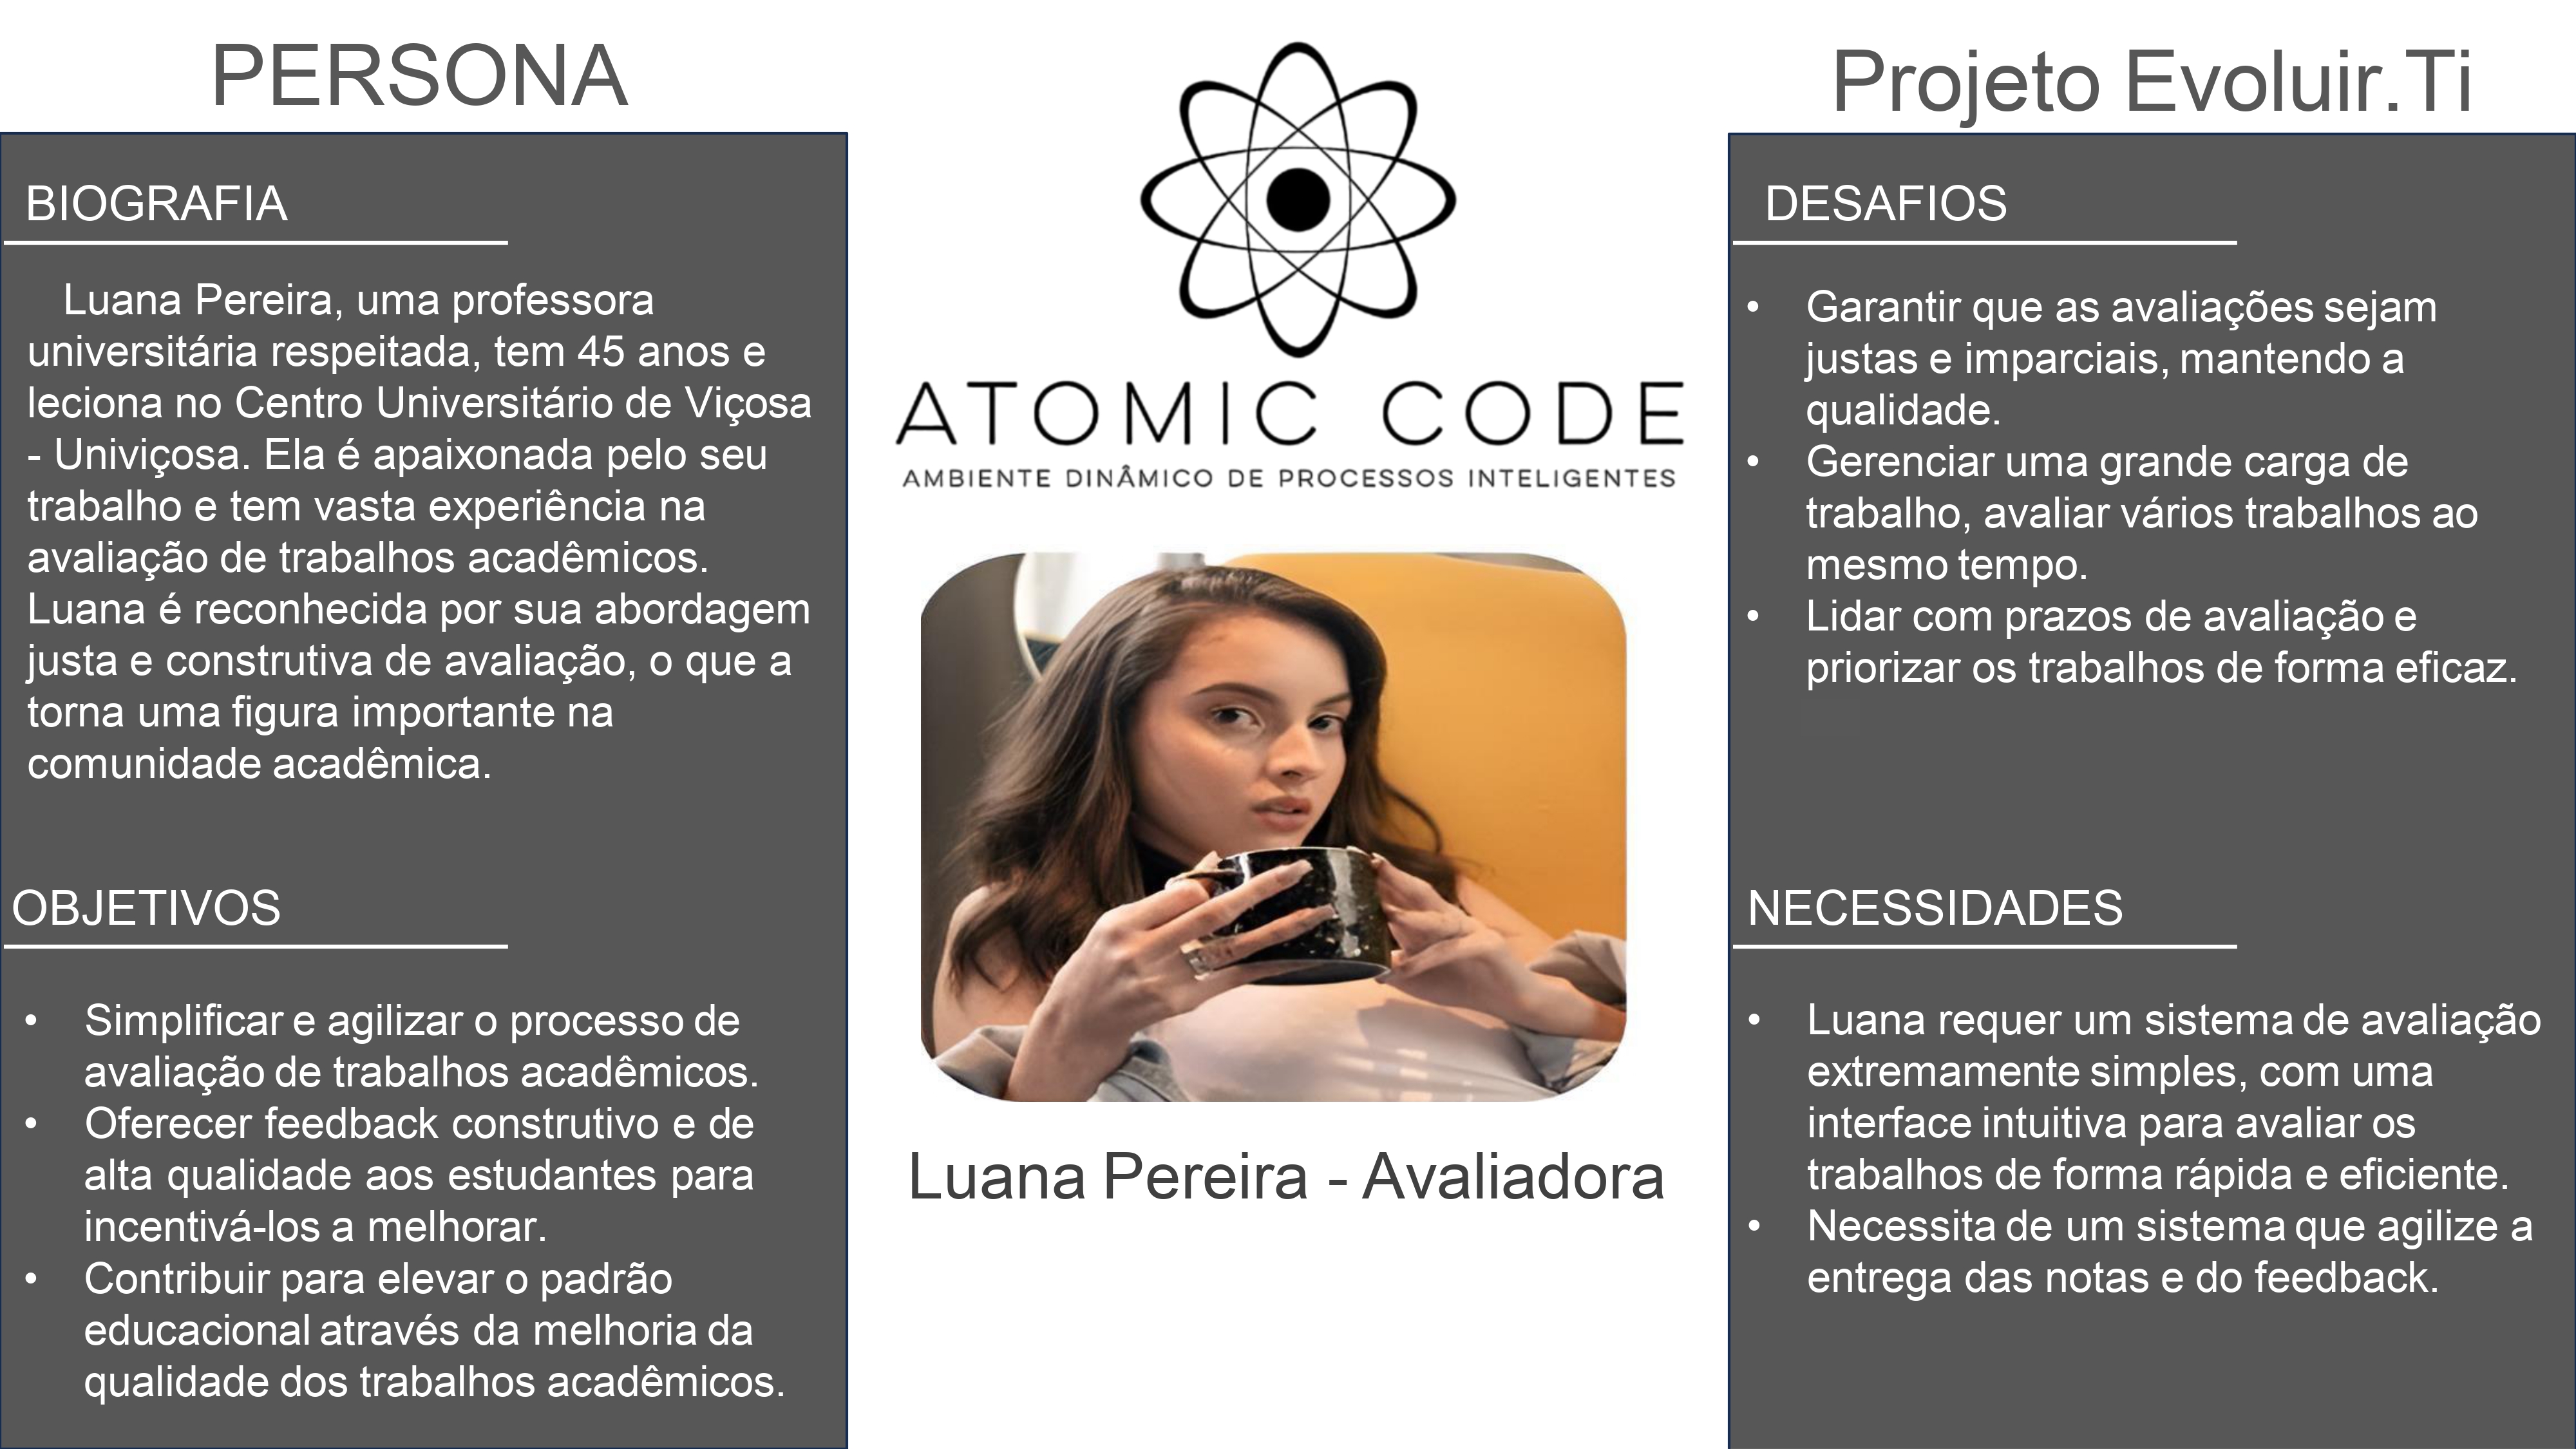 PERSONA
BIOGRAFIA
Luana Pereira, uma professora
universitária respeitada, tem 45 anos e
leciona no Centro Universitário de Viçosa
- Univiçosa. Ela é apaixonada pelo seu
trabalho e tem vasta experiência na
avaliação de trabalhos acadêmicos.
Luana é reconhecida por sua abordagem
justa e construtiva de avaliação, o que a
torna uma figura importante na
comunidade acadêmica.
OBJETIVOS
• Simplificar e agilizar o processo de
avaliação de trabalhos acadêmicos.
• Oferecer feedback construtivo e de
alta qualidade aos estudantes para
incentivá-los a melhorar.
• Contribuir para elevar o padrão
educacional através da melhoria da
qualidade dos trabalhos acadêmicos.
ATOMIC CODE
AMBIENTE DINÂMICO DE PROCESSOS INTELIGENTES
Luana Pereira - Avaliadora
Projeto Evoluir.Ti
DESAFIOS
• Garantir que as avaliações sejam
justas e imparciais, mantendo a
qualidade.
• Gerenciar uma grande carga de
trabalho, avaliar vários trabalhos ao
mesmo tempo.
• Lidar com prazos de avaliação e
priorizar os trabalhos de forma eficaz.
NECESSIDADES
• Luana requer um sistema de avaliação
extremamente simples, com uma
interface intuitiva para avaliar os
trabalhos de forma rápida e eficiente.
• Necessita de um sistema que agilize a
entrega das notas e do feedback.